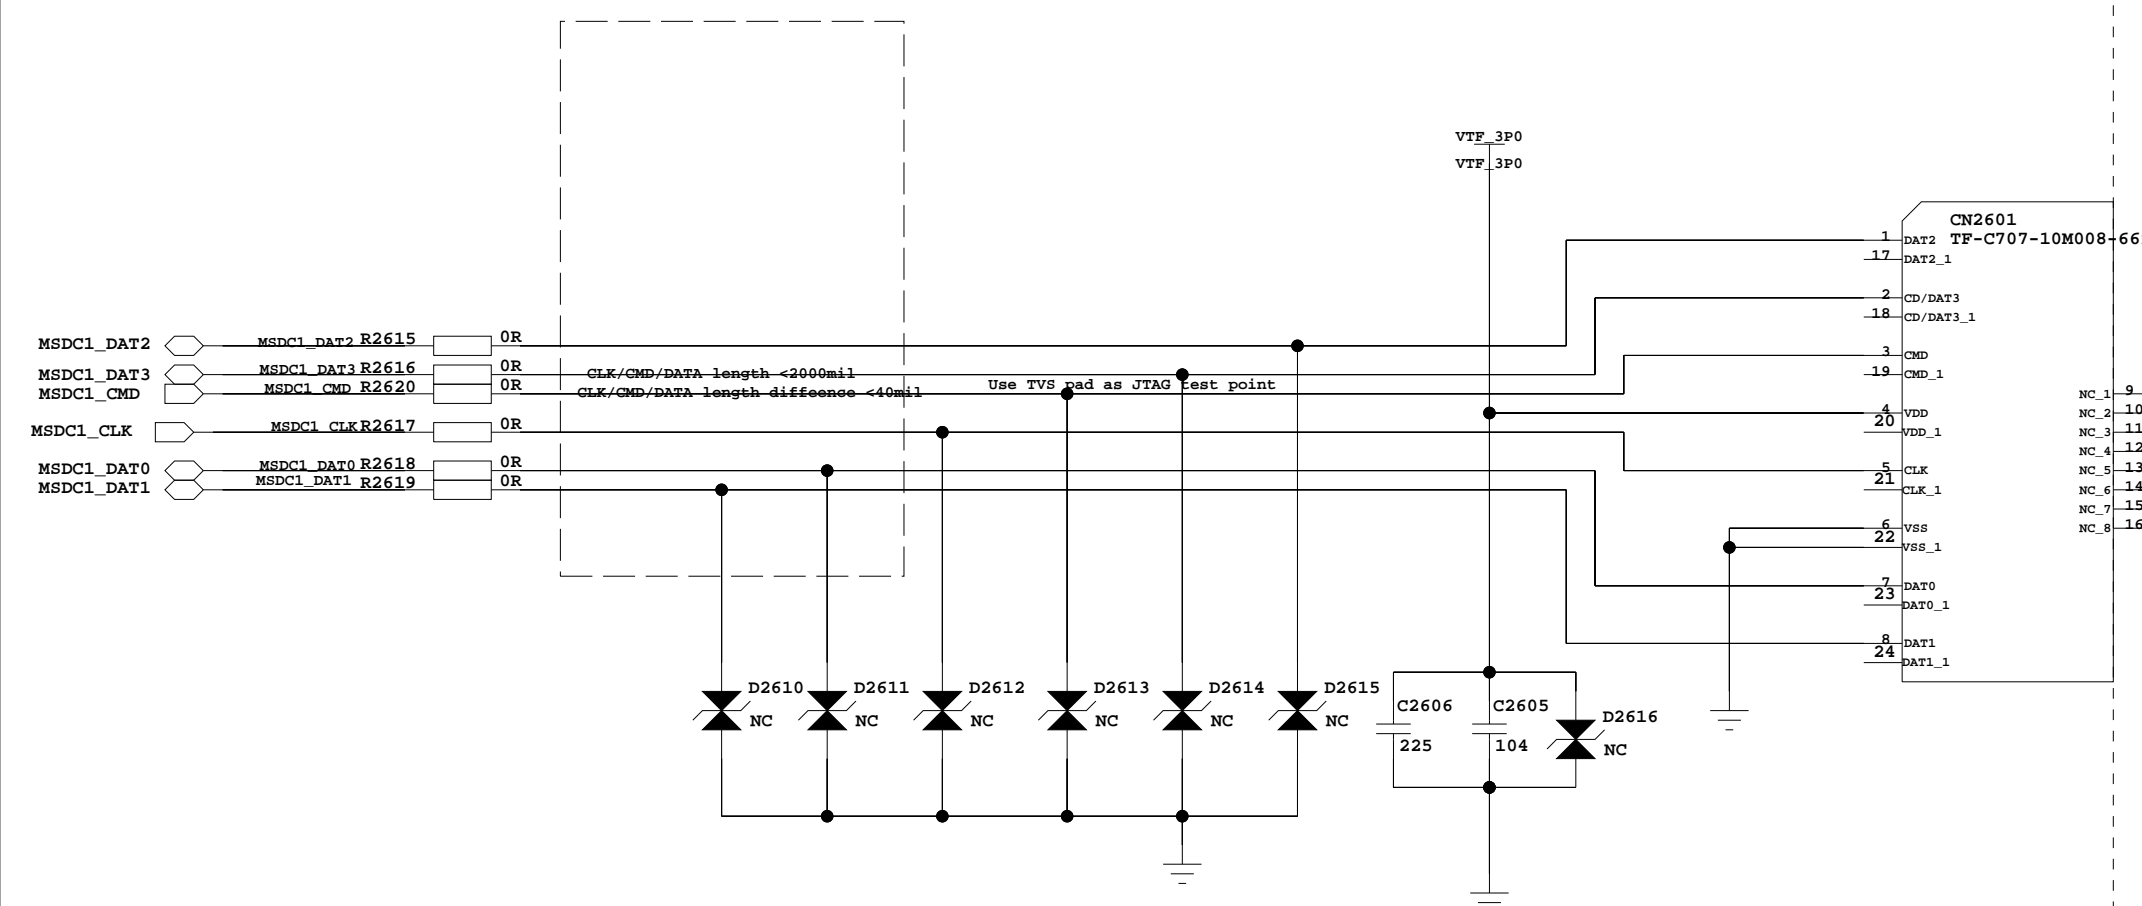 VTF_3P0
VTF_3P0
CN2601
TF-C707-10M008-66
1 DAT2
17 DAT2_1
2 CD/DAT3
18 CD/DAT3_1
3 CMD
19 CMD_1
4 VDD
20 VDD_1
5 CLK
21 CLK_1
6 VSS
22 VSS_1
7 DAT0
23 DAT0_1
8 DAT1
24 DAT1_1
NC_1 9
NC_2 10
NC_3 11
NC_4 12
NC_5 13
NC_6 14
NC_7 15
NC_8 16
MSDC1_DAT2 MSDC1_DAT2 R2615 0R
MSDC1_DAT3 MSDC1_DAT3 R2616 0R
MSDC1_CMD MSDC1_CMD R2620 0R
MSDC1_CLK MSDC1_CLK R2617 0R
MSDC1_DAT0 MSDC1_DAT0 R2618 0R
MSDC1_DAT1 MSDC1_DAT1 R2619 0R
CLK/CMD/DATA length <2000mil
CLK/CMD/DATA length diffeence <40mil
Use TVS pad as JTAG test point
D2610
NC
D2611
NC
D2612
NC
D2613
NC
D2614
NC
D2615
NC
C2606
225
C2605
104
D2616
NC